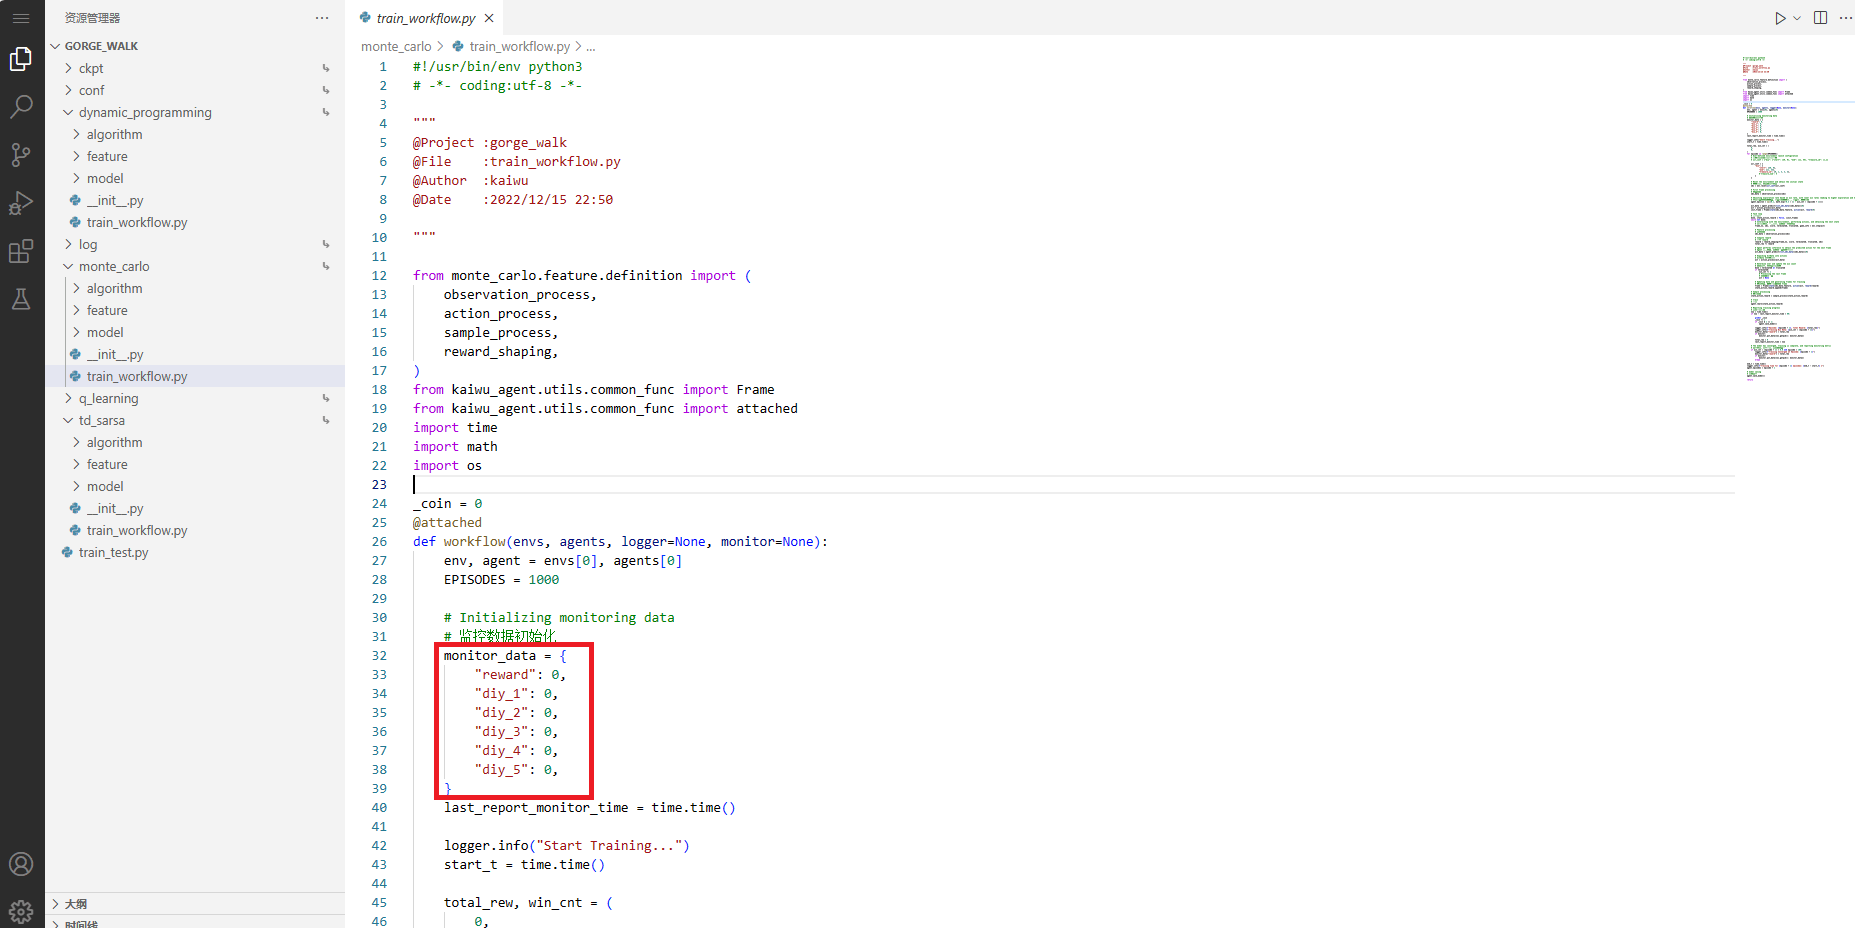 资源管理器
GORGE_WALK
ckpt
conf
dynamic_programming
algorithm
feature
model
__init__.py
train_workflow.py
log
monte_carlo
algorithm
feature
model
__init__.py
train_workflow.py
q_learning
td_sarsa
algorithm
feature
model
__init__.py
train_workflow.py
train_test.py
大纲
时间线
train_workflow.py
monte_carlo > train_workflow.py > ...
1 #!/usr/bin/env python3
2 # -*- coding:utf-8 -*-
3
4 """
5 @Project :gorge_walk
6 @File    :train_workflow.py
7 @Author  :kaiwu
8 @Date    :2022/12/15 22:50
9
10 """
11
12 from monte_carlo.feature.definition import (
13     observation_process,
14     action_process,
15     sample_process,
16     reward_shaping,
17 )
18 from kaiwu_agent.utils.common_func import Frame
19 from kaiwu_agent.utils.common_func import attached
20 import time
21 import math
22 import os
23
24 _coin = 0
25 @attached
26 def workflow(envs, agents, logger=None, monitor=None):
27     env, agent = envs[0], agents[0]
28     EPISODES = 1000
29
30     # Initializing monitoring data
31     # 监控数据初始化
32     monitor_data = {
33         "reward": 0,
34         "diy_1": 0,
35         "diy_2": 0,
36         "diy_3": 0,
37         "diy_4": 0,
38         "diy_5": 0,
39     }
40     last_report_monitor_time = time.time()
41
42     logger.info("Start Training...")
43     start_t = time.time()
44
45     total_rew, win_cnt = (
46         0,